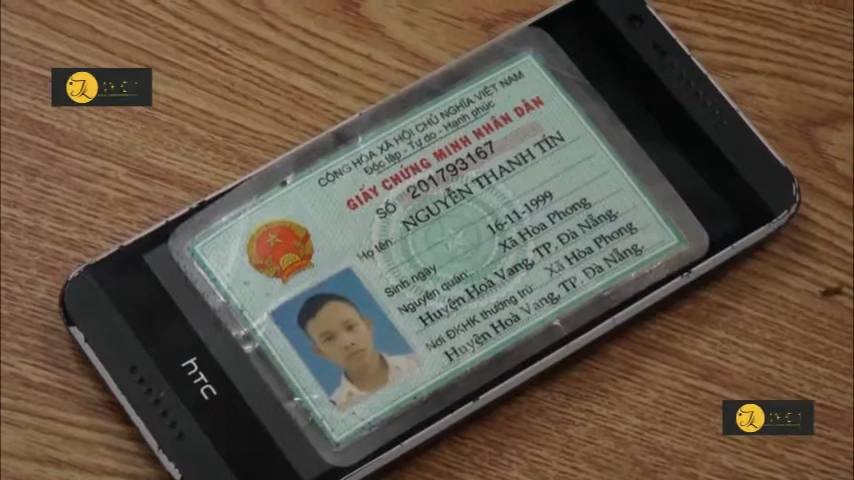 CỘNG HÒA XÃ HỘI CHỦ NGHĨA VIỆT NAM
Độc lập - Tự do - Hạnh phúc
GIẤY CHỨNG MINH NHÂN DÂN
SỐ 201793167
Họ tên NGUYỄN THANH TÍN
Sinh ngày 16-11-1999
Nguyên quán: Xã Hòa Phong
Huyện Hoà Vang, TP. Đà Nẵng.
Nơi ĐKHK thường trú: Xã Hòa Phong
Huyện Hoà Vang, TP. Đà Nẵng.
hTC